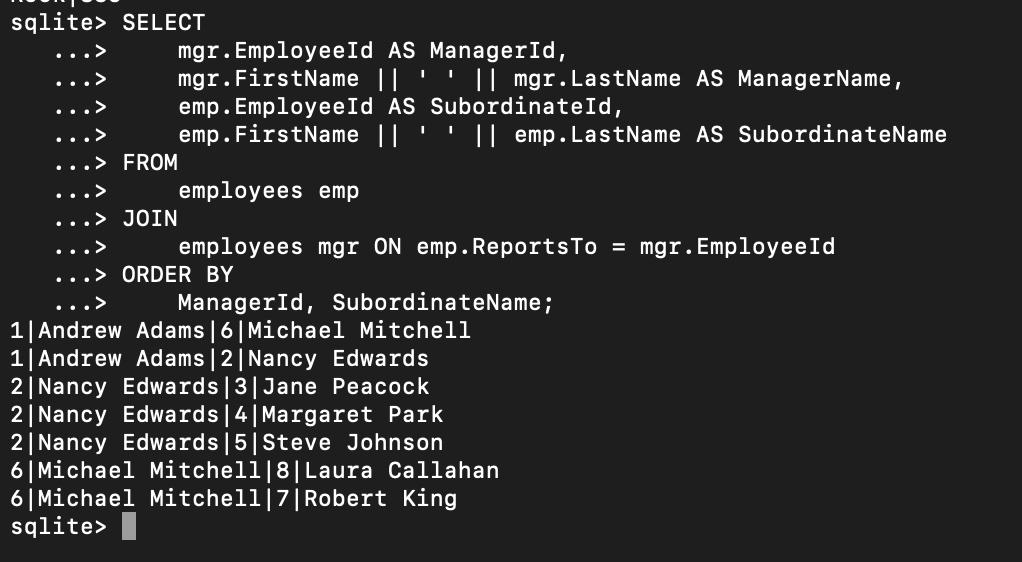 sqlite> SELECT
   ...>     mgr.EmployeeId AS ManagerId,
   ...>     mgr.FirstName || ' ' || mgr.LastName AS ManagerName,
   ...>     emp.EmployeeId AS SubordinateId,
   ...>     emp.FirstName || ' ' || emp.LastName AS SubordinateName
   ...> FROM
   ...>     employees emp
   ...> JOIN
   ...>     employees mgr ON emp.ReportsTo = mgr.EmployeeId
   ...> ORDER BY
   ...>     ManagerId, SubordinateName;
1|Andrew Adams|6|Michael Mitchell
1|Andrew Adams|2|Nancy Edwards
2|Nancy Edwards|3|Jane Peacock
2|Nancy Edwards|4|Margaret Park
2|Nancy Edwards|5|Steve Johnson
6|Michael Mitchell|8|Laura Callahan
6|Michael Mitchell|7|Robert King
sqlite>